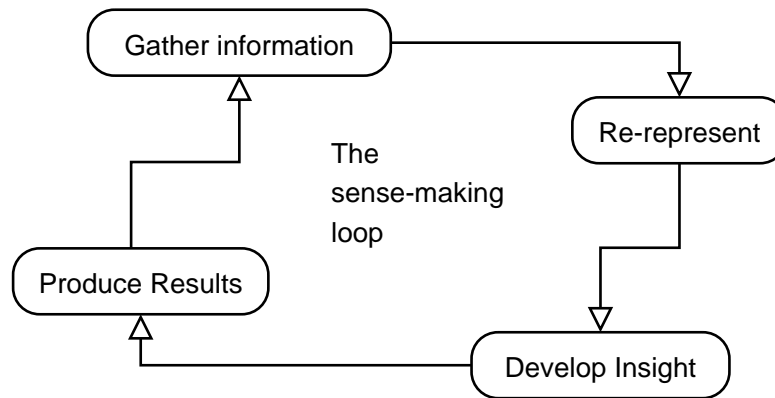 Gather information
Re-represent
The
sense-making
loop
Produce Results
Develop Insight